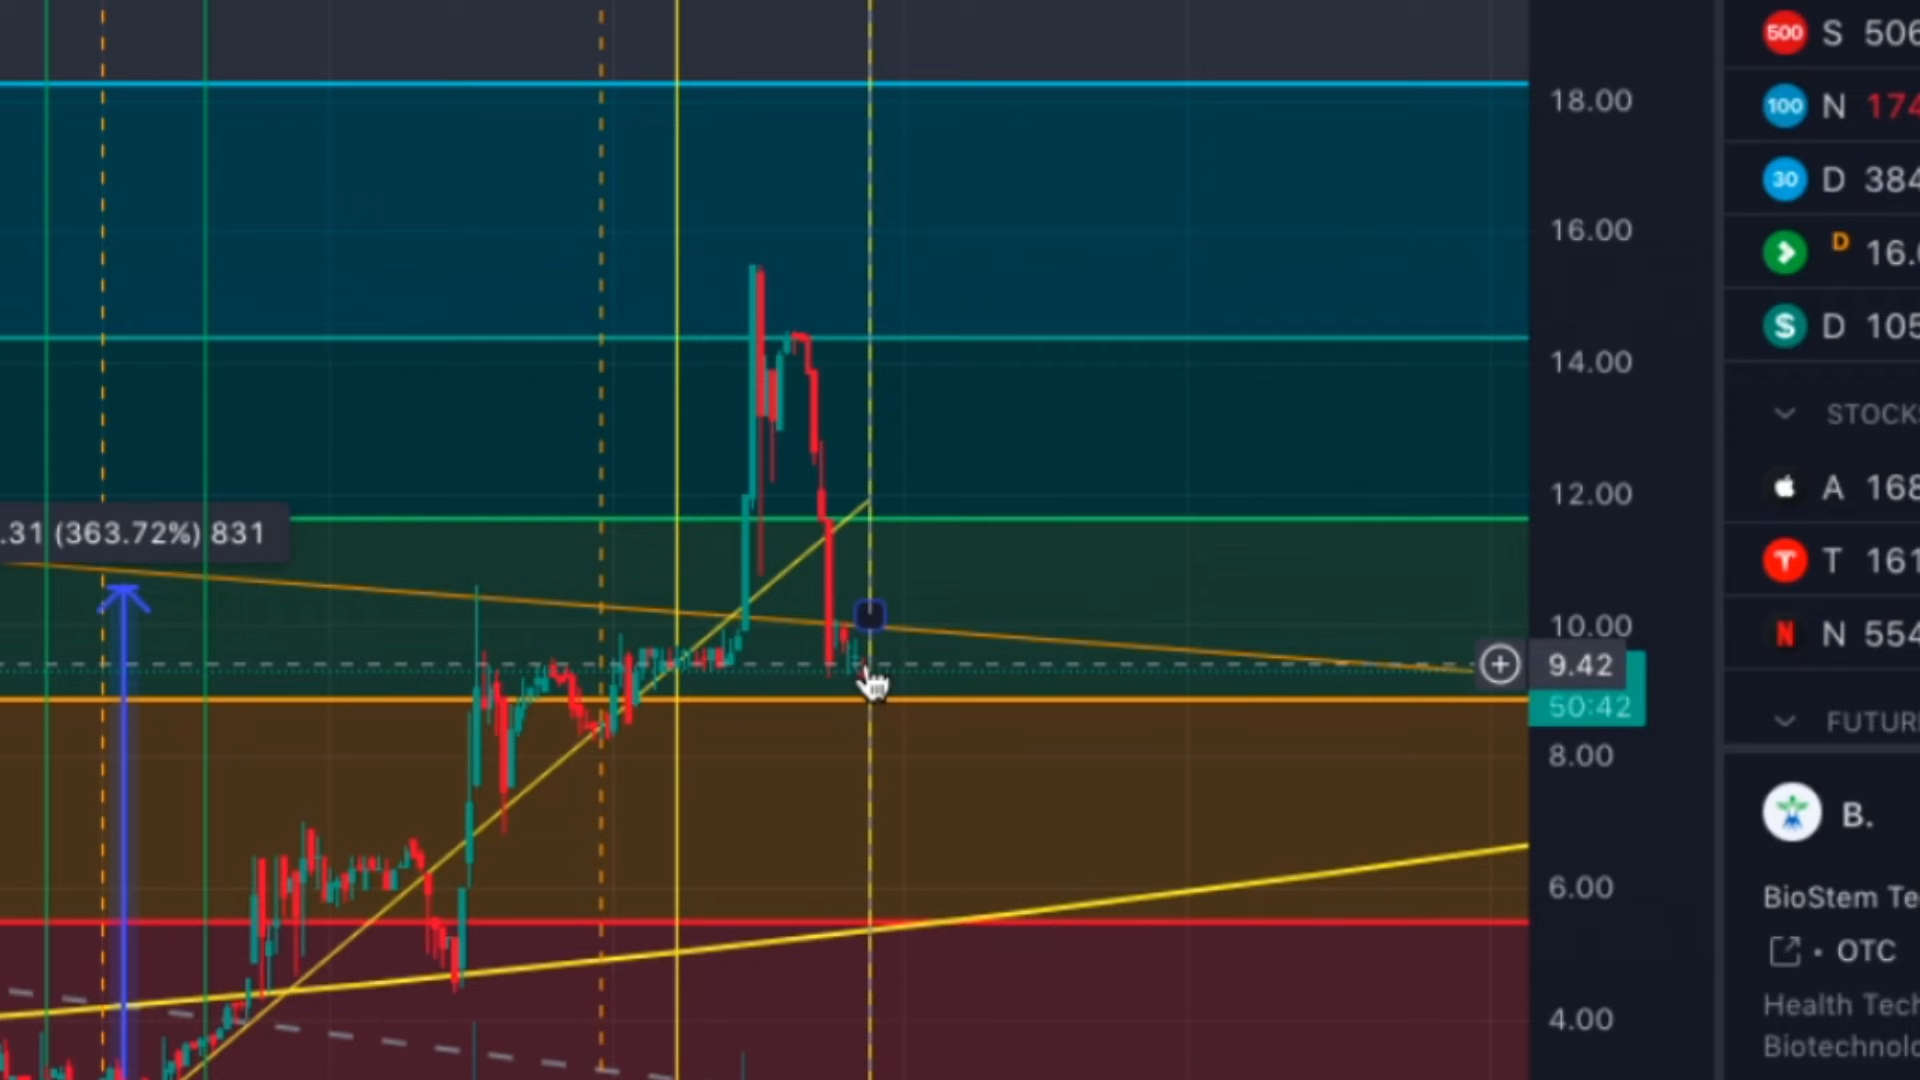 .31 (363.72%) 831
18.00
16.00
14.00
12.00
10.00
9.42
50:42
8.00
6.00
4.00
500 S 506
100 N 174
30 D 384
D 16.
S D 105
STOCKS
A 168
T T 161
N N 554
FUTUR
B.
BioStem Te
· OTC
Health Tech
Biotechnolo